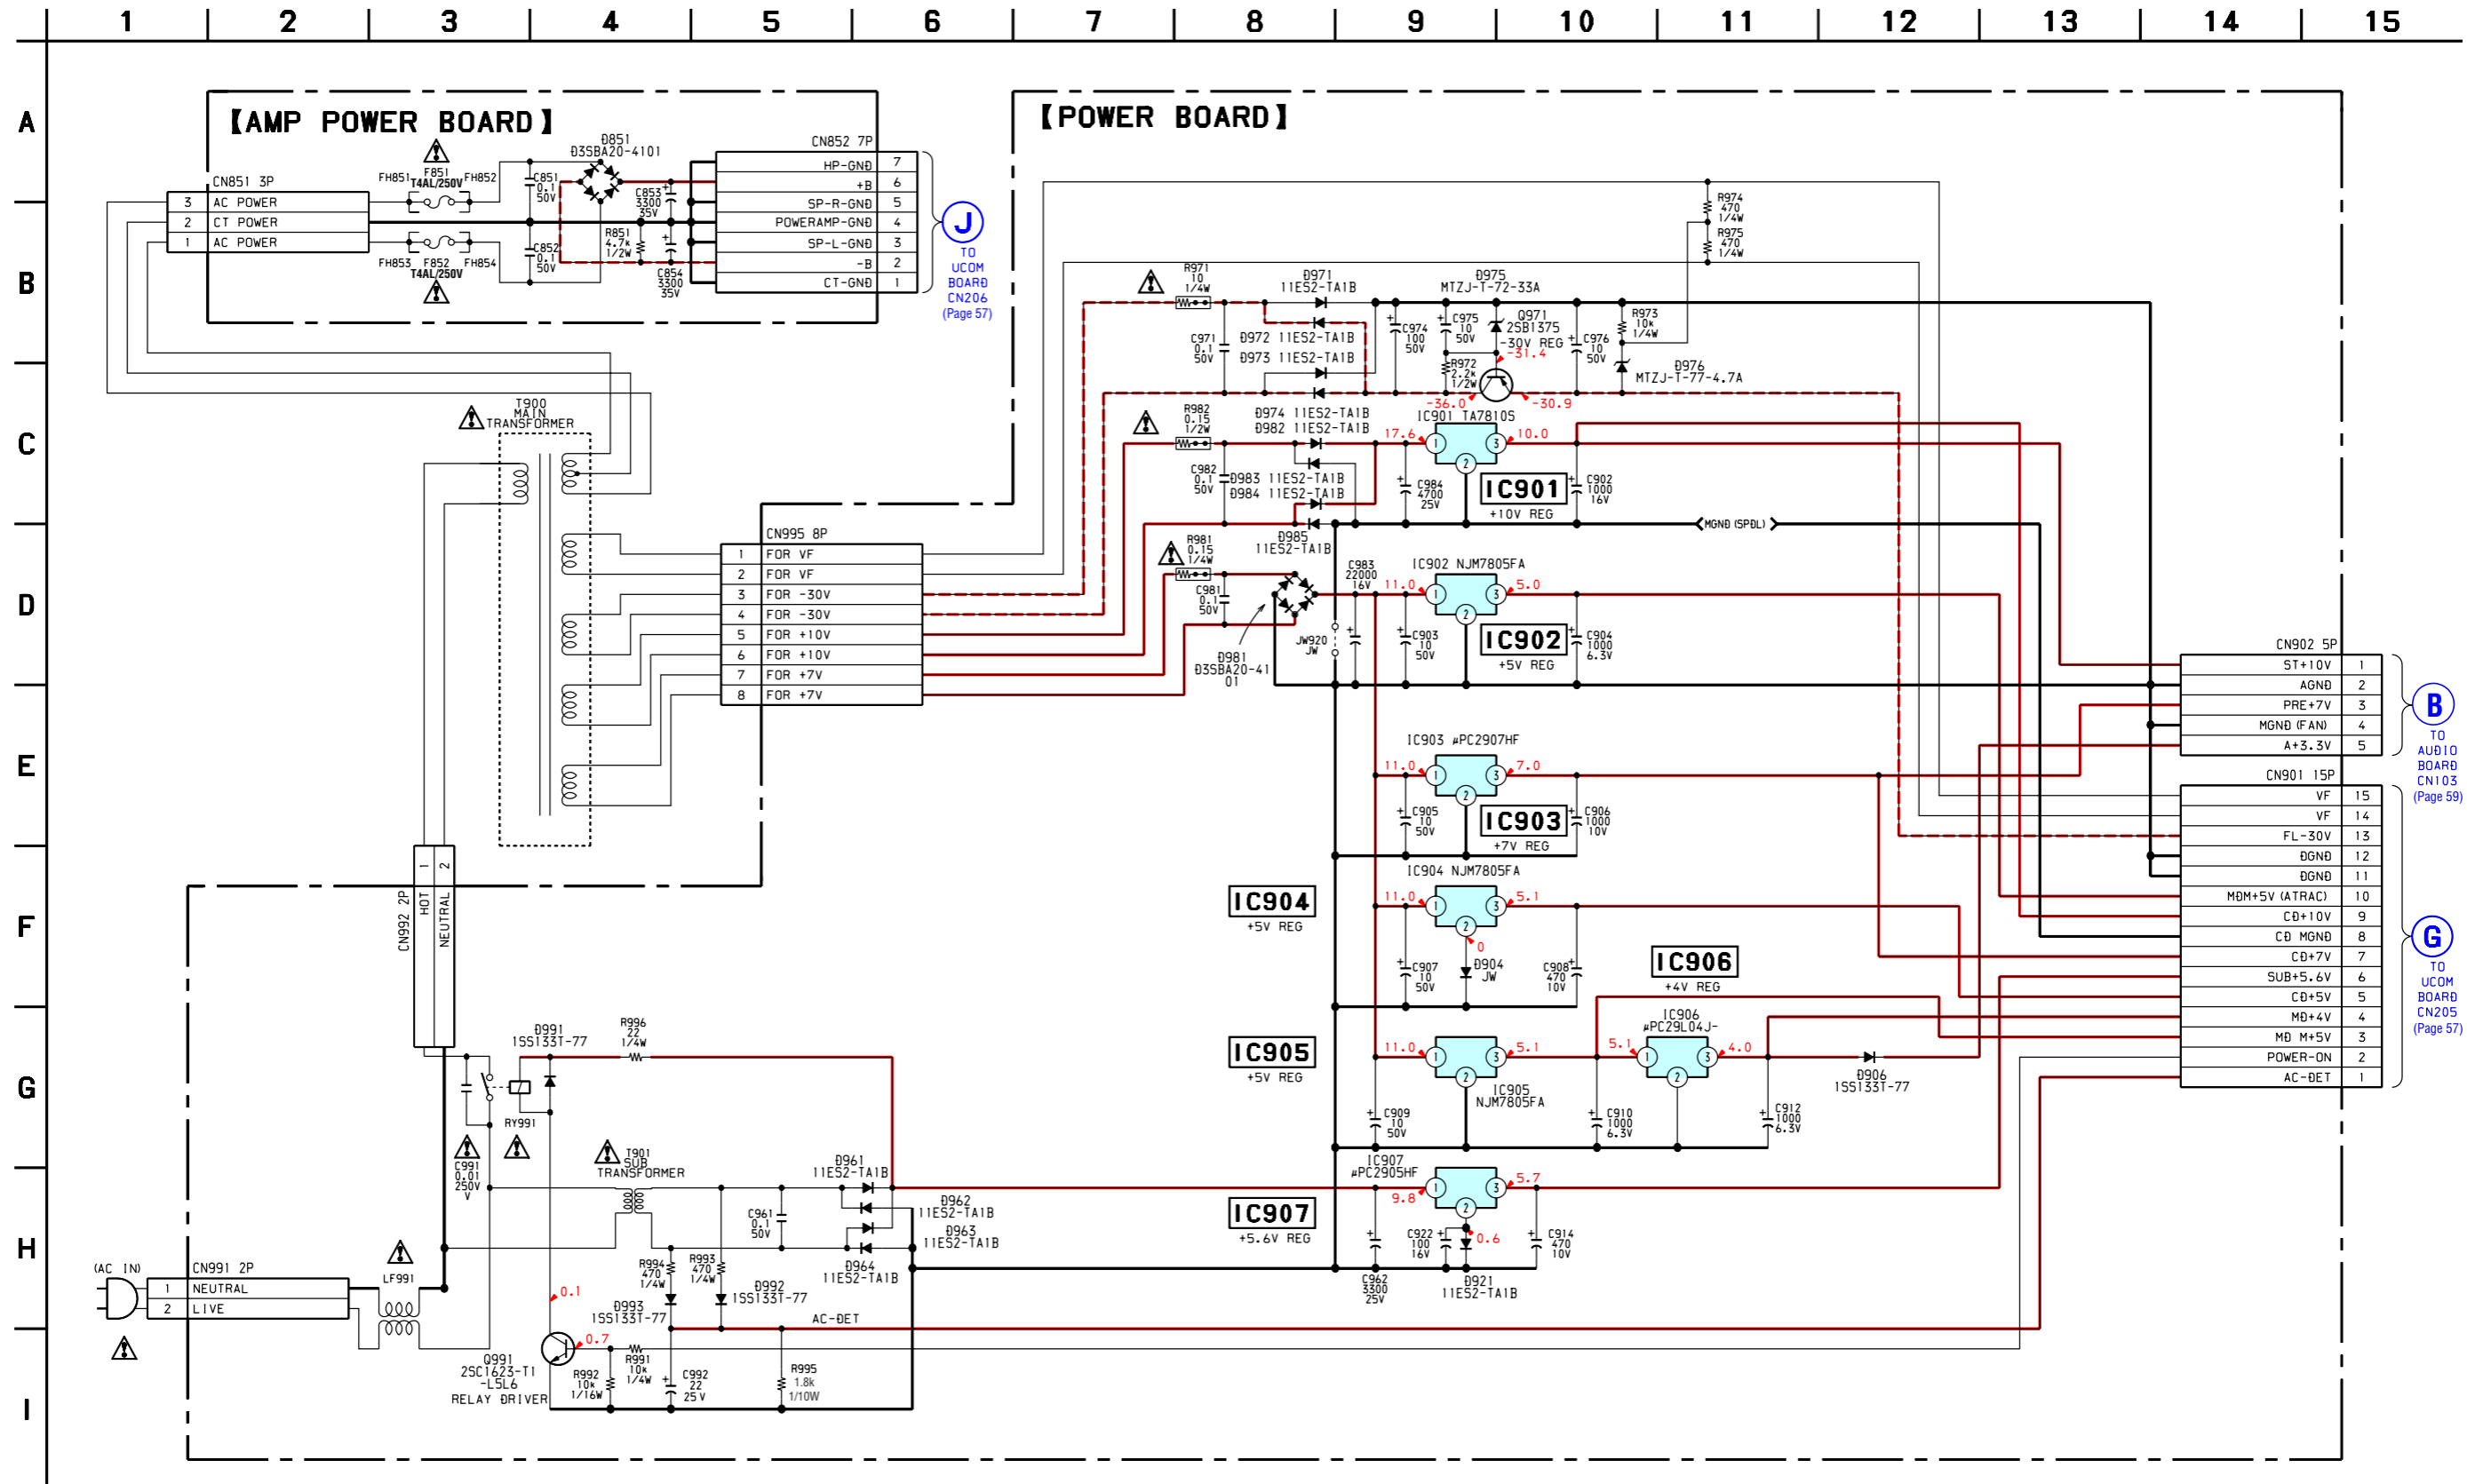 1 2 3 4 5 6 7 8 9 10 11 12 13 14 15
A
B
C
D
E
F
G
H
I
【AMP POWER BOARD】
CN851 3P
3 AC POWER
2 CT POWER
1 AC POWER
FH851
F851
T4AL/250V
FH852
FH853
F852
T4AL/250V
FH854
C851
0.1
50V
C852
0.1
50V
D851
D3SBA20-4101
C853
3300
35V
R851
4.7k
1/2W
C854
3300
35V
CN852 7P
HP-GND 7
+B 6
SP-R-GND 5
POWERAMP-GND 4
SP-L-GND 3
-B 2
CT-GND 1
J
TO
UCOM
BOARD
CN206
(Page 57)
【POWER BOARD】
R974
470
1/4W
R975
470
1/4W
R971
10
1/4W
D971
11ES2-TA1B
D975
MTZJ-T-72-33A
C971
0.1
50V
D972 11ES2-TA1B
D973 11ES2-TA1B
C974
100
50V
C975
10
50V
Q971
2SB1375
-30V REG
-31.4
R972
2.2k
1/2W
C976
10
50V
R973
10k
1/4W
D976
MTZJ-T-77-4.7A
-36.0
-30.9
T900
MAIN
TRANSFORMER
R982
0.15
1/2W
D974 11ES2-TA1B
D982 11ES2-TA1B
IC901 TA7810S
17.6
1
3
2
10.0
C982
0.1
50V
D983 11ES2-TA1B
D984 11ES2-TA1B
C984
4700
25V
IC901
+10V REG
C902
1000
16V
MGND (SPDL)
D985
11ES2-TA1B
CN995 8P
1 FOR VF
2 FOR VF
3 FOR -30V
4 FOR -30V
5 FOR +10V
6 FOR +10V
7 FOR +7V
8 FOR +7V
R981
0.15
1/4W
C981
0.1
50V
D981
D3SBA20-41
01
JW920
JW
C983
22000
16V
IC902 NJM7805FA
11.0
1
3
2
5.0
C903
10
50V
IC902
+5V REG
C904
1000
6.3V
CN902 5P
ST+10V 1
AGND 2
PRE+7V 3
MGND (FAN) 4
A+3.3V 5
B
TO
AUDIO
BOARD
CN103
(Page 59)
IC903 μPC2907HF
11.0
1
3
2
7.0
C905
10
50V
IC903
+7V REG
C906
1000
10V
CN901 15P
VF 15
VF 14
FL-30V 13
DGND 12
DGND 11
MDM+5V (ATRAC) 10
CD+10V 9
CD MGND 8
CD+7V 7
SUB+5.6V 6
CD+5V 5
MD+4V 4
MD M+5V 3
POWER-ON 2
AC-DET 1
G
TO
UCOM
BOARD
CN205
(Page 57)
CN992 2P
1 HOT
2 NEUTRAL
IC904
+5V REG
IC904 NJM7805FA
11.0
1
3
2
5.1
0
C907
10
50V
D904
JW
C908
470
10V
IC906
+4V REG
D991
1SS133T-77
R996
22
1/4W
RY991
C991
0.01
250V
V
IC905
+5V REG
11.0
1
3
2
5.1
IC905
NJM7805FA
C909
10
50V
C910
1000
6.3V
IC906
μPC29L04J-
5.1
1
3
2
4.0
C912
1000
6.3V
D906
1SS133T-77
T901
SUB
TRANSFORMER
D961
11ES2-TA1B
C961
0.1
50V
D962
11ES2-TA1B
D963
11ES2-TA1B
D964
11ES2-TA1B
IC907
+5.6V REG
IC907
μPC2905HF
9.8
1
3
2
5.7
0.6
C922
100
16V
C914
470
10V
C962
3300
25V
D921
11ES2-TA1B
(AC IN)
CN991 2P
1 NEUTRAL
2 LIVE
LF991
R994
470
1/4W
R993
470
1/4W
D992
1SS133T-77
D993
1SS133T-77
AC-DET
0.1
0.7
Q991
2SC1623-T1
-L5L6
RELAY DRIVER
R992
10k
1/16W
R991
10k
1/4W
C992
22
25V
R995
1.8k
1/10W